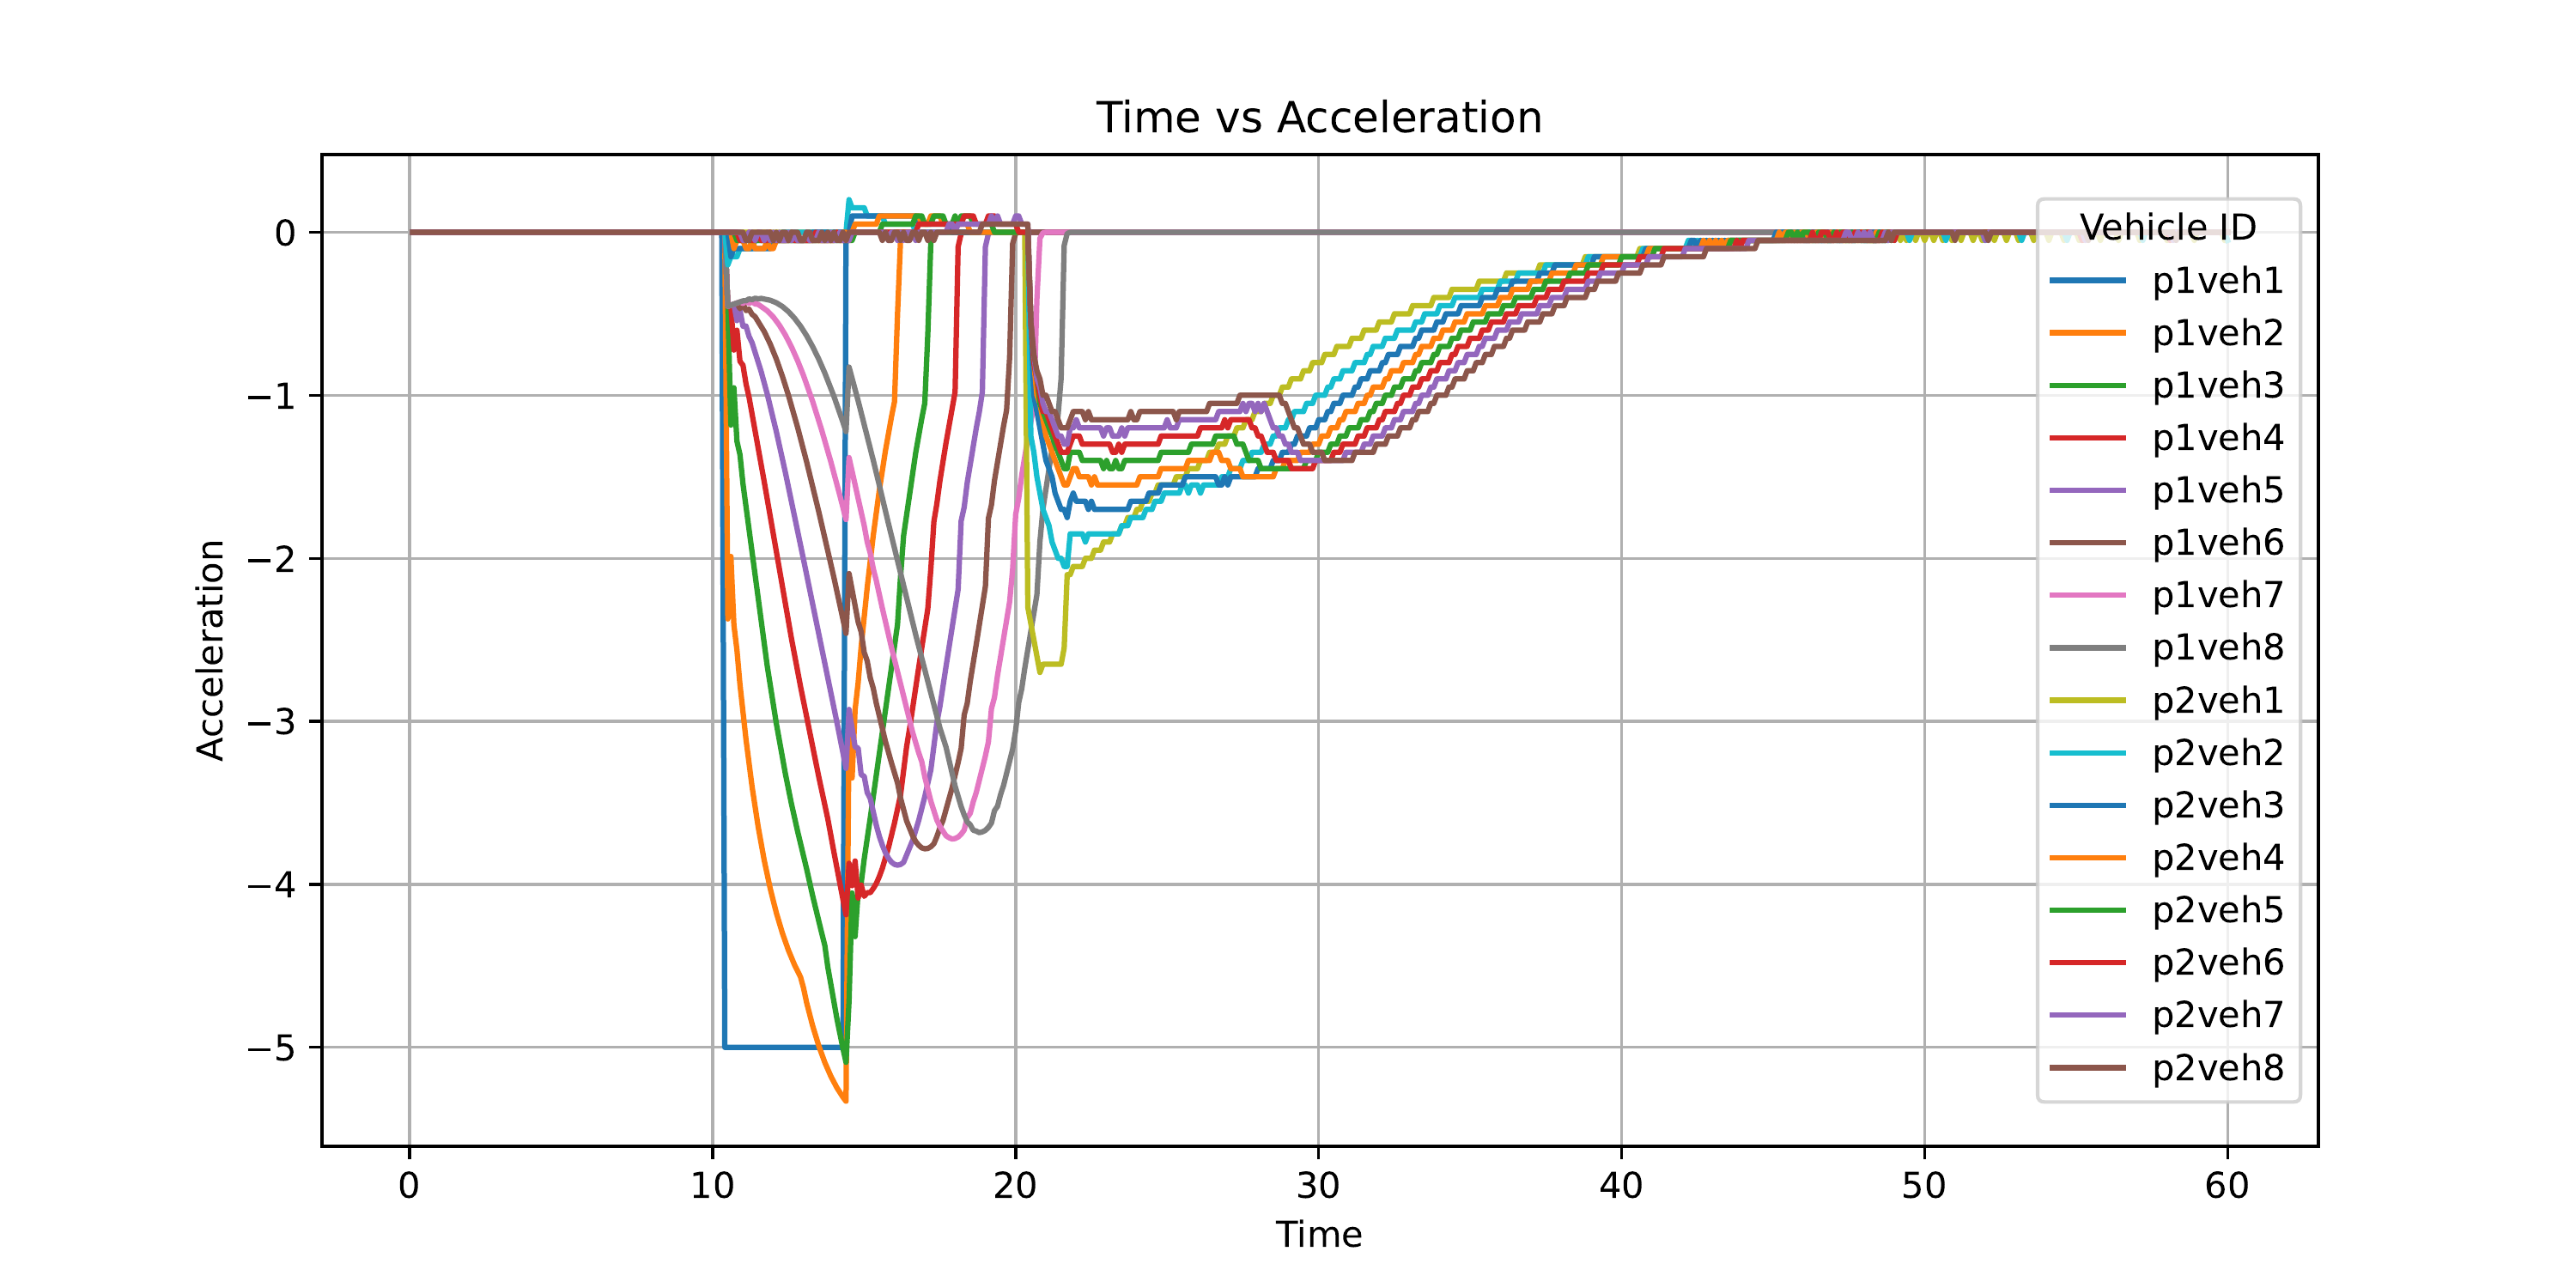 Time vs Acceleration
Acceleration
0
−1
−2
−3
−4
−5
0 10 20 30 40 50 60
Time
Vehicle ID
p1veh1
p1veh2
p1veh3
p1veh4
p1veh5
p1veh6
p1veh7
p1veh8
p2veh1
p2veh2
p2veh3
p2veh4
p2veh5
p2veh6
p2veh7
p2veh8